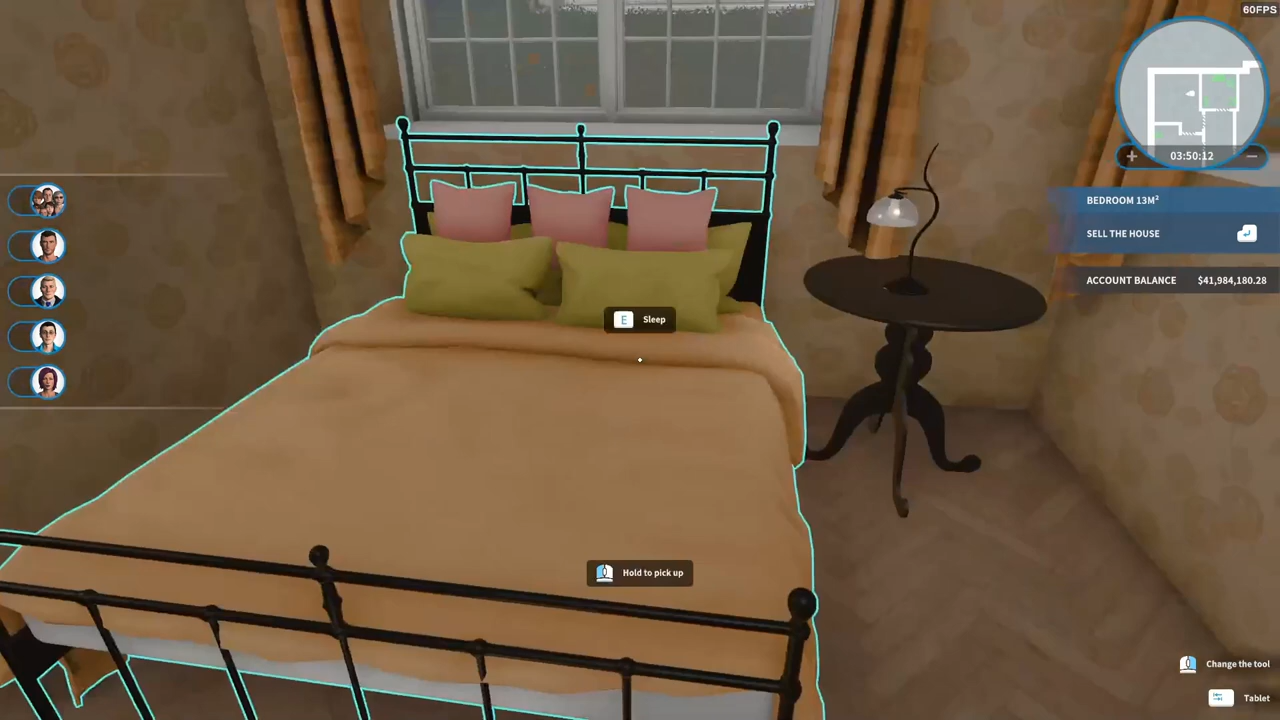 60FPS
+ 03:50:12 −
BEDROOM 13M²
SELL THE HOUSE
ACCOUNT BALANCE $41,984,180.28
E Sleep
Hold to pick up
Change the tool
Tablet